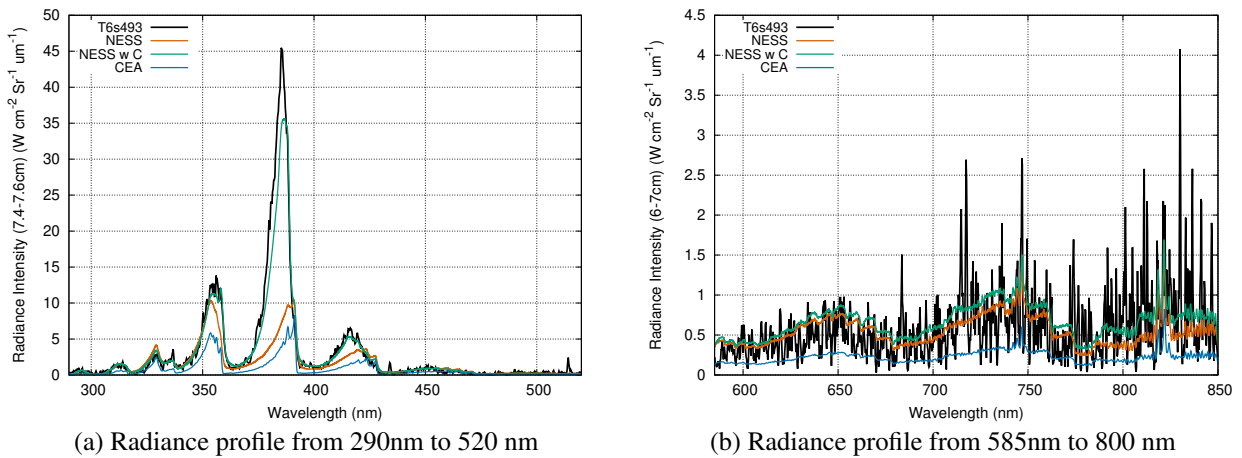 Radiance Intensity (7.4-7.6cm) (W cm-2 Sr-1 um-1)
50
45
40
35
30
25
20
15
10
5
0
T6s493
NESS
NESS w C
CEA
300
350
400
450
500
Wavelength (nm)
(a) Radiance profile from 290nm to 520 nm
Radiance Intensity (6-7cm) (W cm-2 Sr-1 um-1)
4.5
4
3.5
3
2.5
2
1.5
1
0.5
0
T6s493
NESS
NESS w C
CEA
600
650
700
750
800
850
Wavelength (nm)
(b) Radiance profile from 585nm to 800 nm